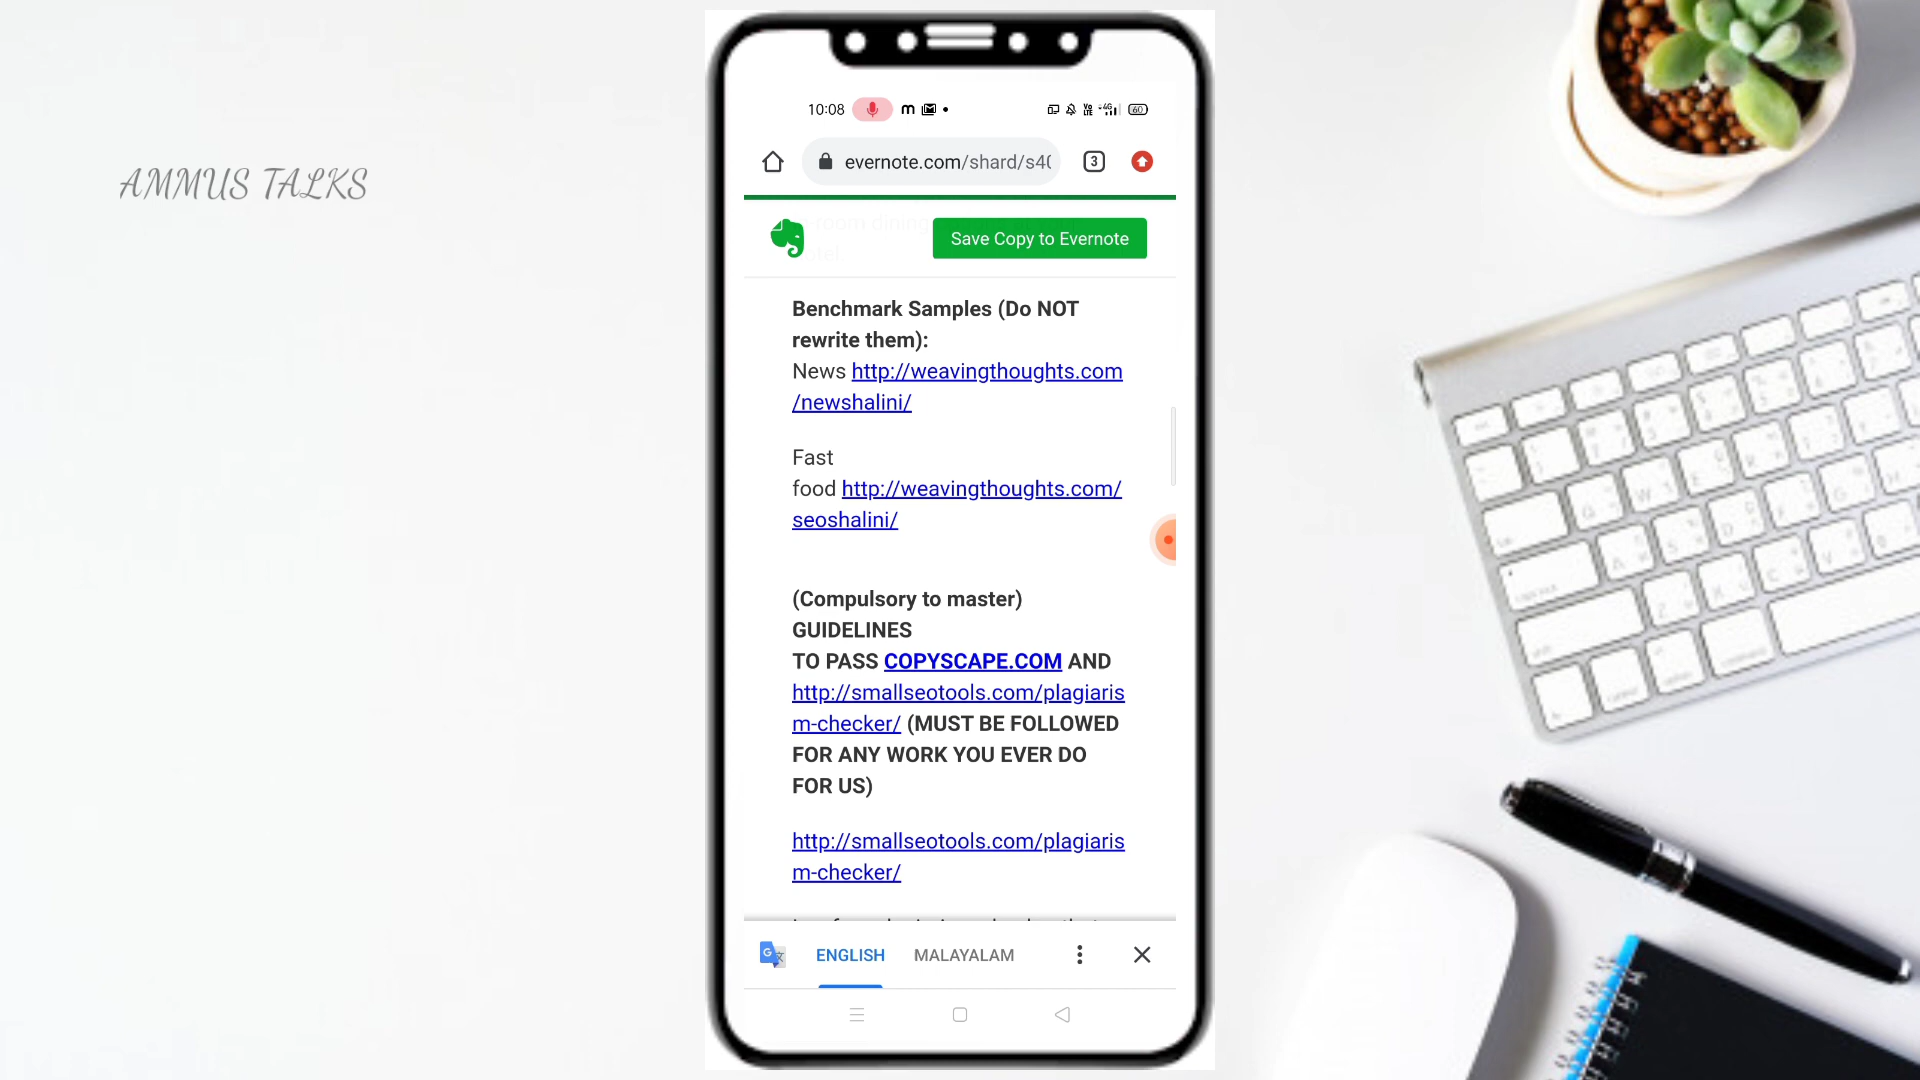 AMMUS TALKS
10:08
evernote.com/shard/s40
3
room dining
Save Copy to Evernote
Benchmark Samples (Do NOT
rewrite them):
News http://weavingthoughts.com
/newshalini/
Fast
food http://weavingthoughts.com/
seoshalini/
(Compulsory to master)
GUIDELINES
TO PASS COPYSCAPE.COM AND
http://smallseotools.com/plagiaris
m-checker/ (MUST BE FOLLOWED
FOR ANY WORK YOU EVER DO
FOR US)
http://smallseotools.com/plagiaris
m-checker/
ENGLISH MALAYALAM